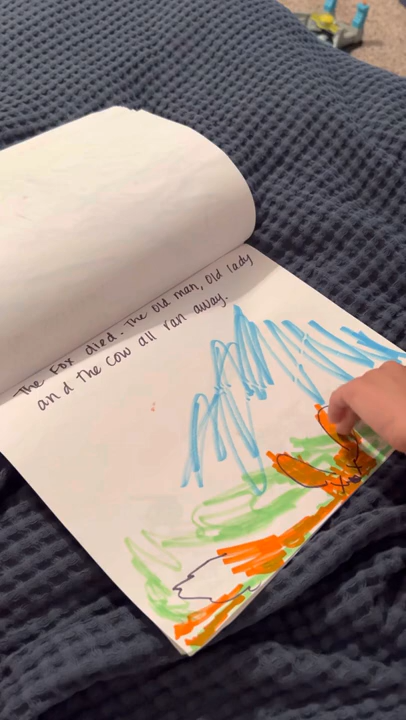 The Fox died. The old man, old lady
and the cow all ran away.